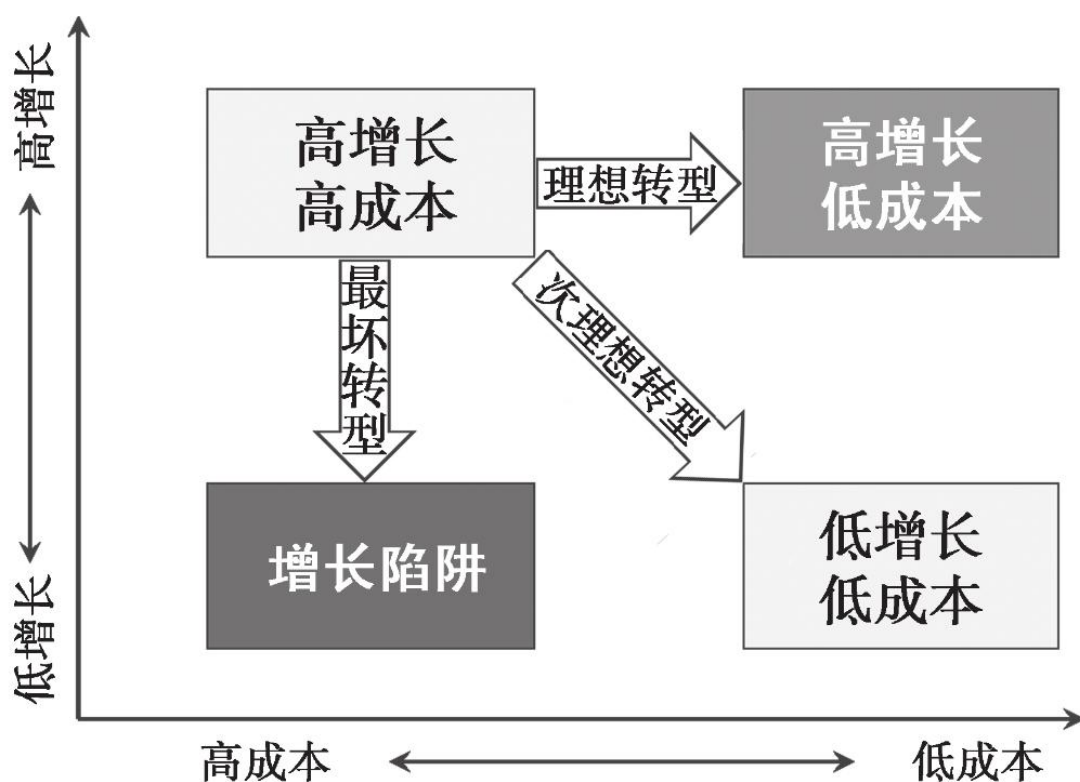 高增长
高增长
高成本
理想转型
高增长
低成本
最坏转型
次理想转型
增长陷阱
低增长
低成本
低增长
高成本
低成本